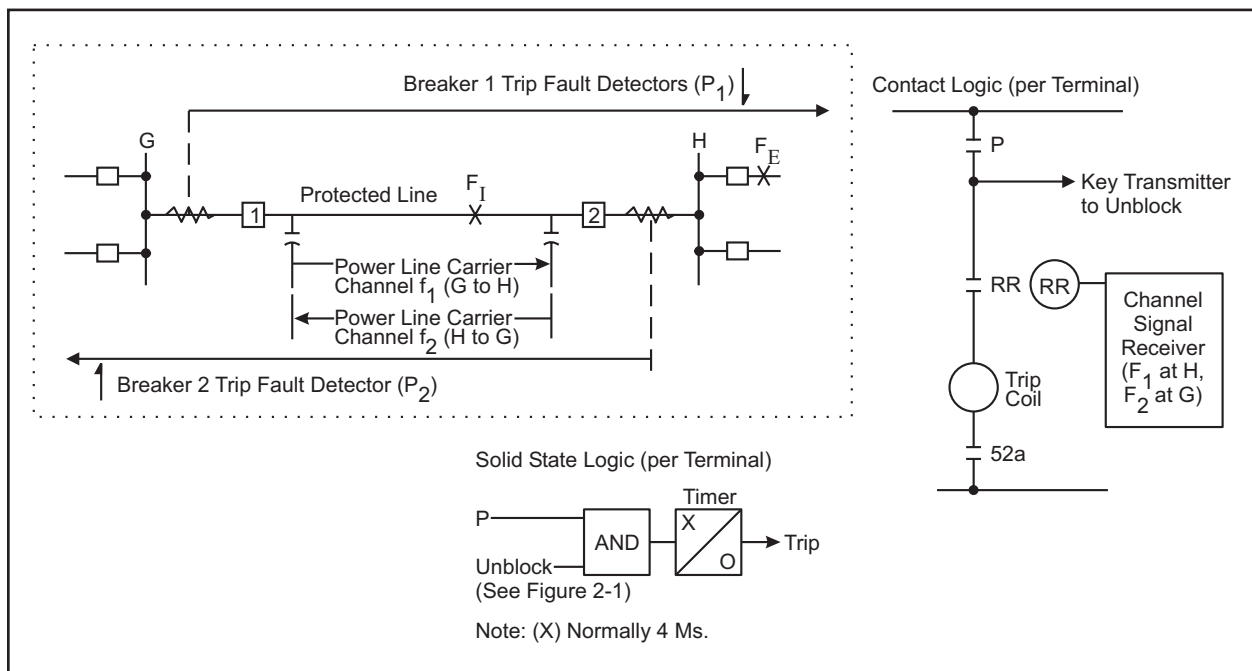 Breaker 1 Trip Fault Detectors (P1)
G
H
FE
Protected Line
FI
1
2
Power Line Carrier
Channel f1 (G to H)
Power Line Carrier
Channel f2 (H to G)
Breaker 2 Trip Fault Detector (P2)
Contact Logic (per Terminal)
P
Key Transmitter
to Unblock
RR
RR
Channel
Signal
Receiver
(F1 at H,
F2 at G)
Trip
Coil
52a
Solid State Logic (per Terminal)
Timer
P
AND
X
O
Trip
Unblock
(See Figure 2-1)
Note: (X) Normally 4 Ms.